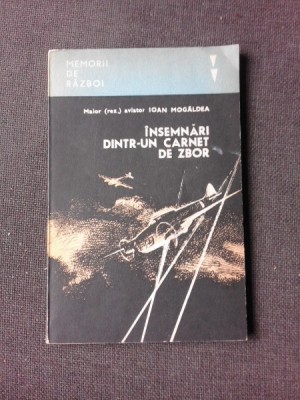 MEMORII
DE
RĂZBOI
Maior (rez.) aviator IOAN MOGÂLDEA
ÎNSEMNĂRI
DINTR-UN CARNET
DE ZBOR